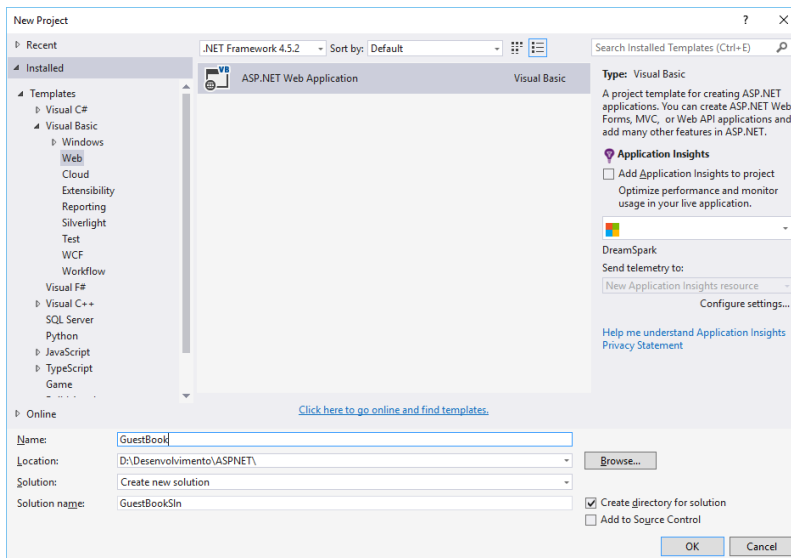 New Project
? ×
Recent
Installed
Templates
Visual C#
Visual Basic
Windows
Web
Cloud
Extensibility
Reporting
Silverlight
Test
WCF
Workflow
Visual F#
Visual C++
SQL Server
Python
JavaScript
TypeScript
Game
Online
.NET Framework 4.5.2
Sort by: Default
VB
ASP.NET Web Application
Visual Basic
Click here to go online and find templates.
Search Installed Templates (Ctrl+E)
Type: Visual Basic
A project template for creating ASP.NET
applications. You can create ASP.NET Web
Forms, MVC, or Web API applications and
add many other features in ASP.NET.
Application Insights
Add Application Insights to project
Optimize performance and monitor
usage in your live application.
DreamSpark
Send telemetry to:
New Application Insights resource
Configure settings...
Help me understand Application Insights
Privacy Statement
Name: GuestBook
Location: D:\Desenvolvimento\ASPNET\
Browse...
Solution: Create new solution
Solution name: GuestBookSln
Create directory for solution
Add to Source Control
OK
Cancel